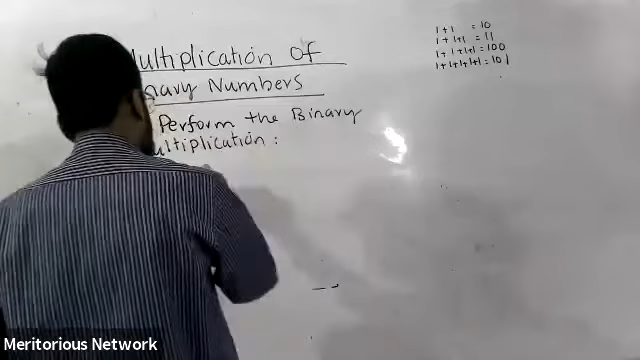 ultiplication of
nary Numbers
Perform the Binary
ultiplication :
1 + 1 = 10
1 + 1+1 = 11
1 + 1+1+1 = 100
1+1+1+1+1 = 101
Meritorious Network